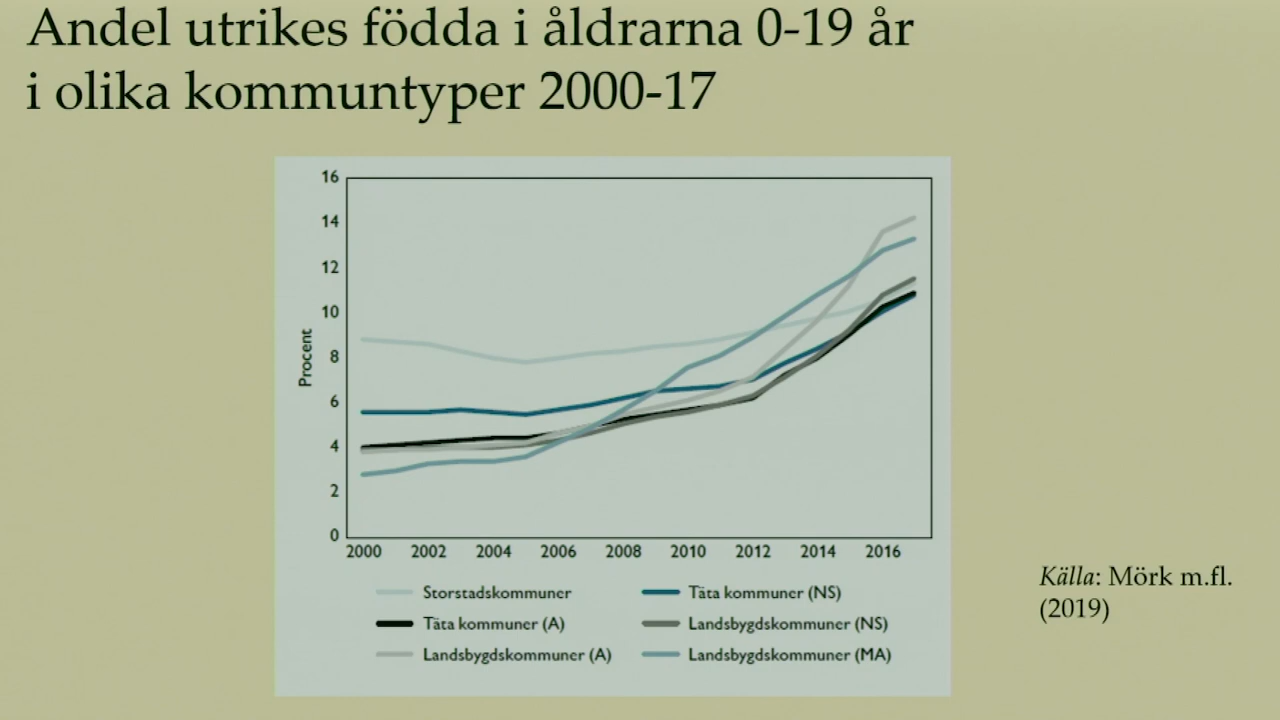 Andel utrikes födda i åldrarna 0-19 år
i olika kommuntyper 2000-17
16
14
12
10
8
6
4
2
0
Procent
2000 2002 2004 2006 2008 2010 2012 2014 2016
Storstadskommuner
Täta kommuner (NS)
Täta kommuner (A)
Landsbygdskommuner (NS)
Landsbygdskommuner (A)
Landsbygdskommuner (MA)
Källa: Mörk m.fl.
(2019)